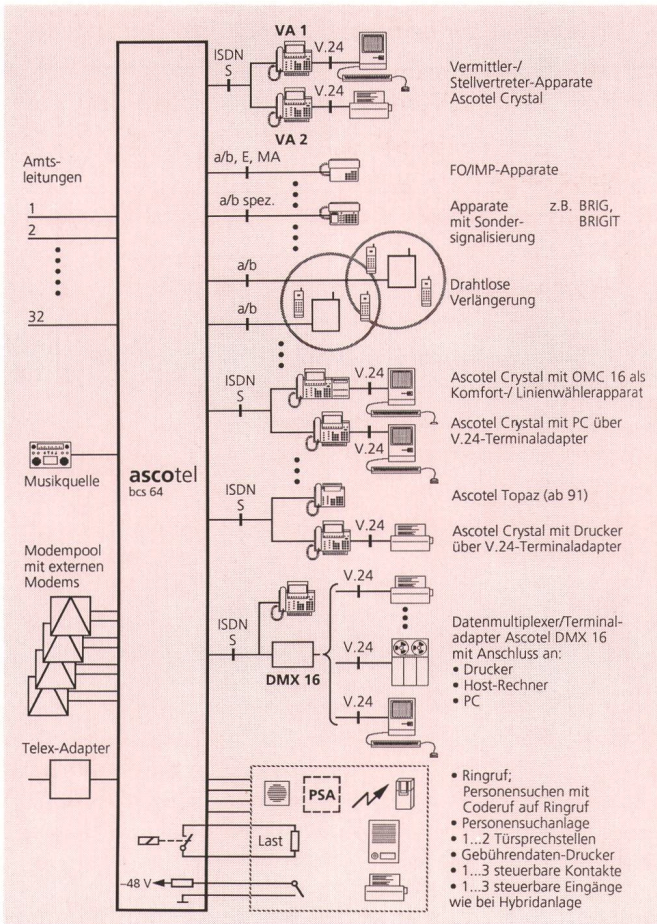 VA 1
ISDN
S
V.24
V.24
VA 2
Vermittler-/
Stellvertreter-Apparate
Ascotel Crystal
Amts-
leitungen
1
2
32
a/b, E, MA
FO/IMP-Apparate
a/b spez.
Apparate z.B. BRIG,
mit Sonder- BRIGIT
signalisierung
a/b
a/b
Drahtlose
Verlängerung
ISDN
S
V.24
V.24
Ascotel Crystal mit OMC 16 als
Komfort-/ Linienwählerapparat
Ascotel Crystal mit PC über
V.24-Terminaladapter
Musikquelle
ascotel
bcs 64
ISDN
S
V.24
Ascotel Topaz (ab 91)
Ascotel Crystal mit Drucker
über V.24-Terminaladapter
Modempool
mit externen
Modems
ISDN
S
DMX 16
V.24
V.24
V.24
Datenmultiplexer/Terminal-
adapter Ascotel DMX 16
mit Anschluss an:
• Drucker
• Host-Rechner
• PC
Telex-Adapter
PSA
Last
–48 V
• Ringruf;
Personensuchen mit
Coderuf auf Ringruf
• Personensuchanlage
• 1...2 Türsprechstellen
• Gebührendaten-Drucker
• 1...3 steuerbare Kontakte
• 1...3 steuerbare Eingänge
wie bei Hybridanlage